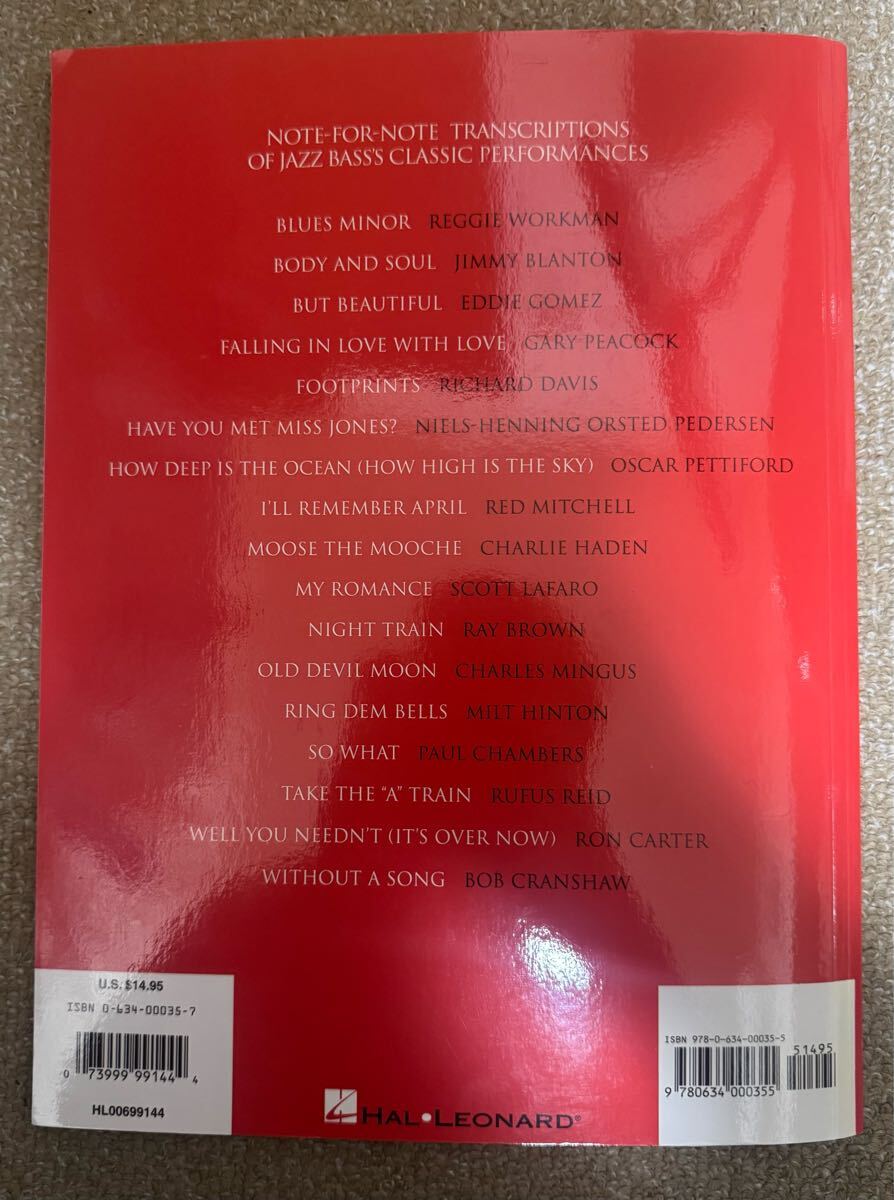 NOTE-FOR-NOTE TRANSCRIPTIONS
OF JAZZ BASS'S CLASSIC PERFORMANCES
BLUES MINOR REGGIE WORKMAN
BODY AND SOUL JIMMY BLANTON
BUT BEAUTIFUL EDDIE GOMEZ
FALLING IN LOVE WITH LOVE GARY PEACOCK
FOOTPRINTS RICHARD DAVIS
HAVE YOU MET MISS JONES? NIELS-HENNING ORSTED PEDERSEN
HOW DEEP IS THE OCEAN (HOW HIGH IS THE SKY) OSCAR PETTIFORD
I'LL REMEMBER APRIL RED MITCHELL
MOOSE THE MOOCHE CHARLIE HADEN
MY ROMANCE SCOTT LAFARO
NIGHT TRAIN RAY BROWN
OLD DEVIL MOON CHARLES MINGUS
RING DEM BELLS MILT HINTON
SO WHAT PAUL CHAMBERS
TAKE THE "A" TRAIN RUFUS REID
WELL YOU NEEDN'T (IT'S OVER NOW) RON CARTER
WITHOUT A SONG BOB CRANSHAW
U.S. $14.95
ISBN 0-634-00035-7
0 73999 99144 4
HL00699144
HAL•LEONARD®
ISBN 978-0-634-00035-5
51495
9 780634 000355